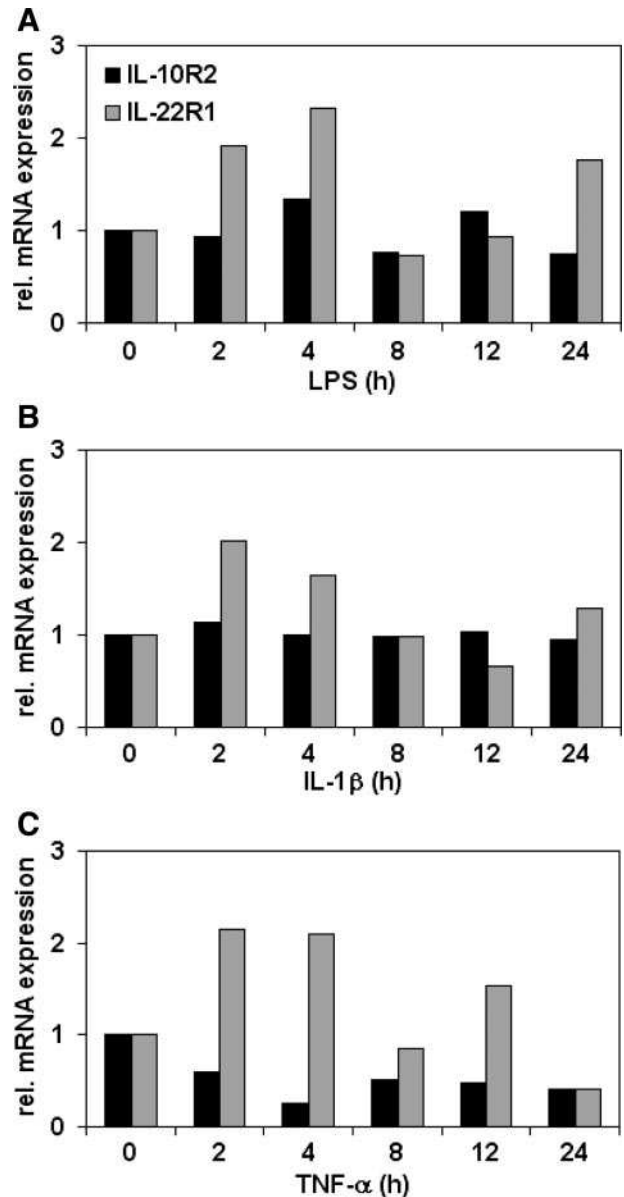 A
3
2
1
0
rel. mRNA expression
IL-10R2
IL-22R1
0 2 4 8 12 24
LPS (h)
B
3
2
1
0
rel. mRNA expression
0 2 4 8 12 24
IL-1β (h)
C
3
2
1
0
rel. mRNA expression
0 2 4 8 12 24
TNF-α (h)